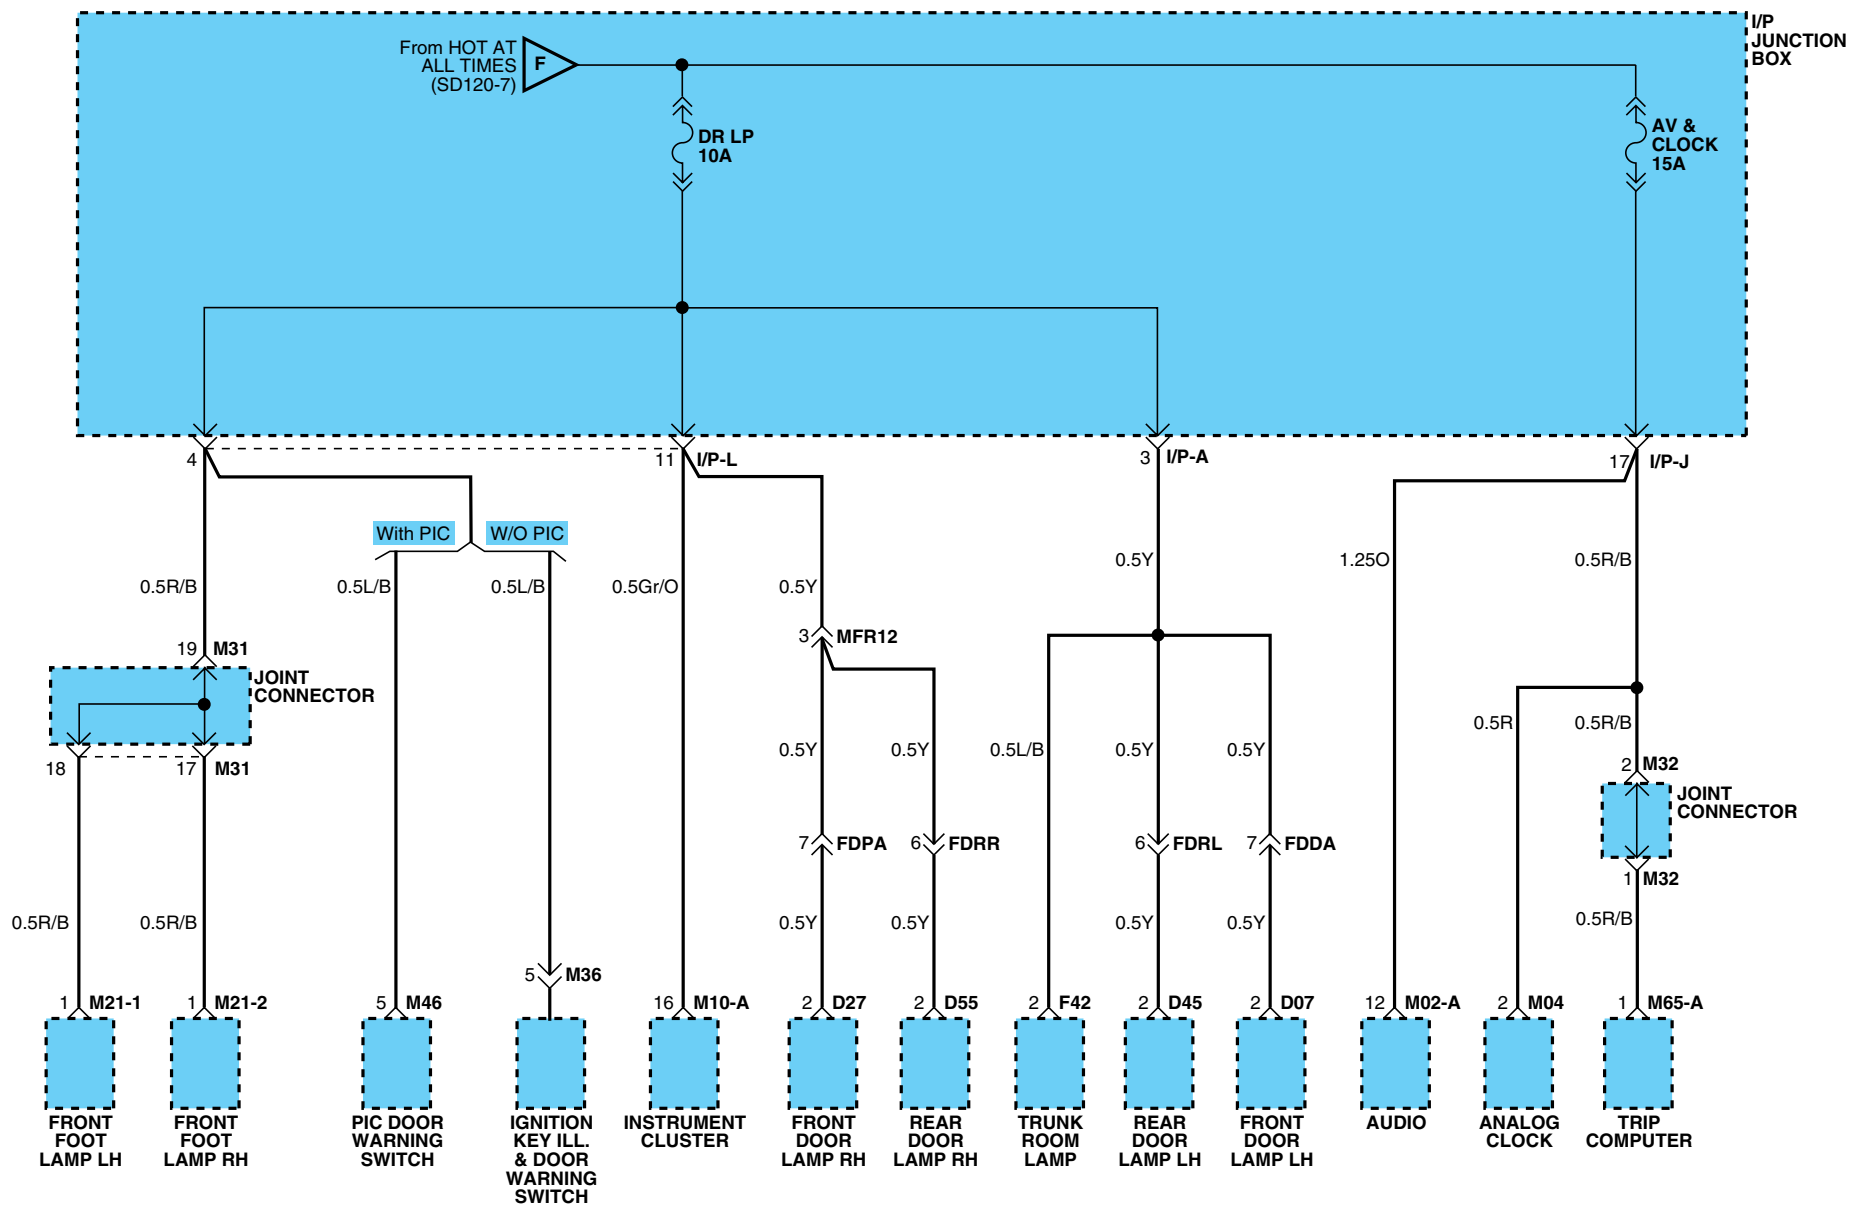 I/P
JUNCTION
BOX
From HOT AT
ALL TIMES
(SD120-7)
F
DR LP
10A
AV &
CLOCK
15A
4
11
I/P-L
3
I/P-A
17
I/P-J
With PIC
W/O PIC
0.5R/B
0.5L/B
0.5L/B
0.5Gr/O
0.5Y
0.5Y
1.25O
0.5R/B
19
M31
JOINT
CONNECTOR
3
MFR12
18
17
M31
0.5Y
0.5Y
0.5L/B
0.5Y
0.5Y
0.5R
0.5R/B
2
M32
JOINT
CONNECTOR
7
FDPA
6
FDRR
6
FDRL
7
FDDA
1
M32
0.5R/B
0.5R/B
0.5Y
0.5Y
0.5Y
0.5Y
0.5R/B
5
M36
1
M21-1
1
M21-2
5
M46
16
M10-A
2
D27
2
D55
2
F42
2
D45
2
D07
12
M02-A
2
M04
1
M65-A
FRONT
FOOT
LAMP LH
FRONT
FOOT
LAMP RH
PIC DOOR
WARNING
SWITCH
IGNITION
KEY ILL.
& DOOR
WARNING
SWITCH
INSTRUMENT
CLUSTER
FRONT
DOOR
LAMP RH
REAR
DOOR
LAMP RH
TRUNK
ROOM
LAMP
REAR
DOOR
LAMP LH
FRONT
DOOR
LAMP LH
AUDIO
ANALOG
CLOCK
TRIP
COMPUTER